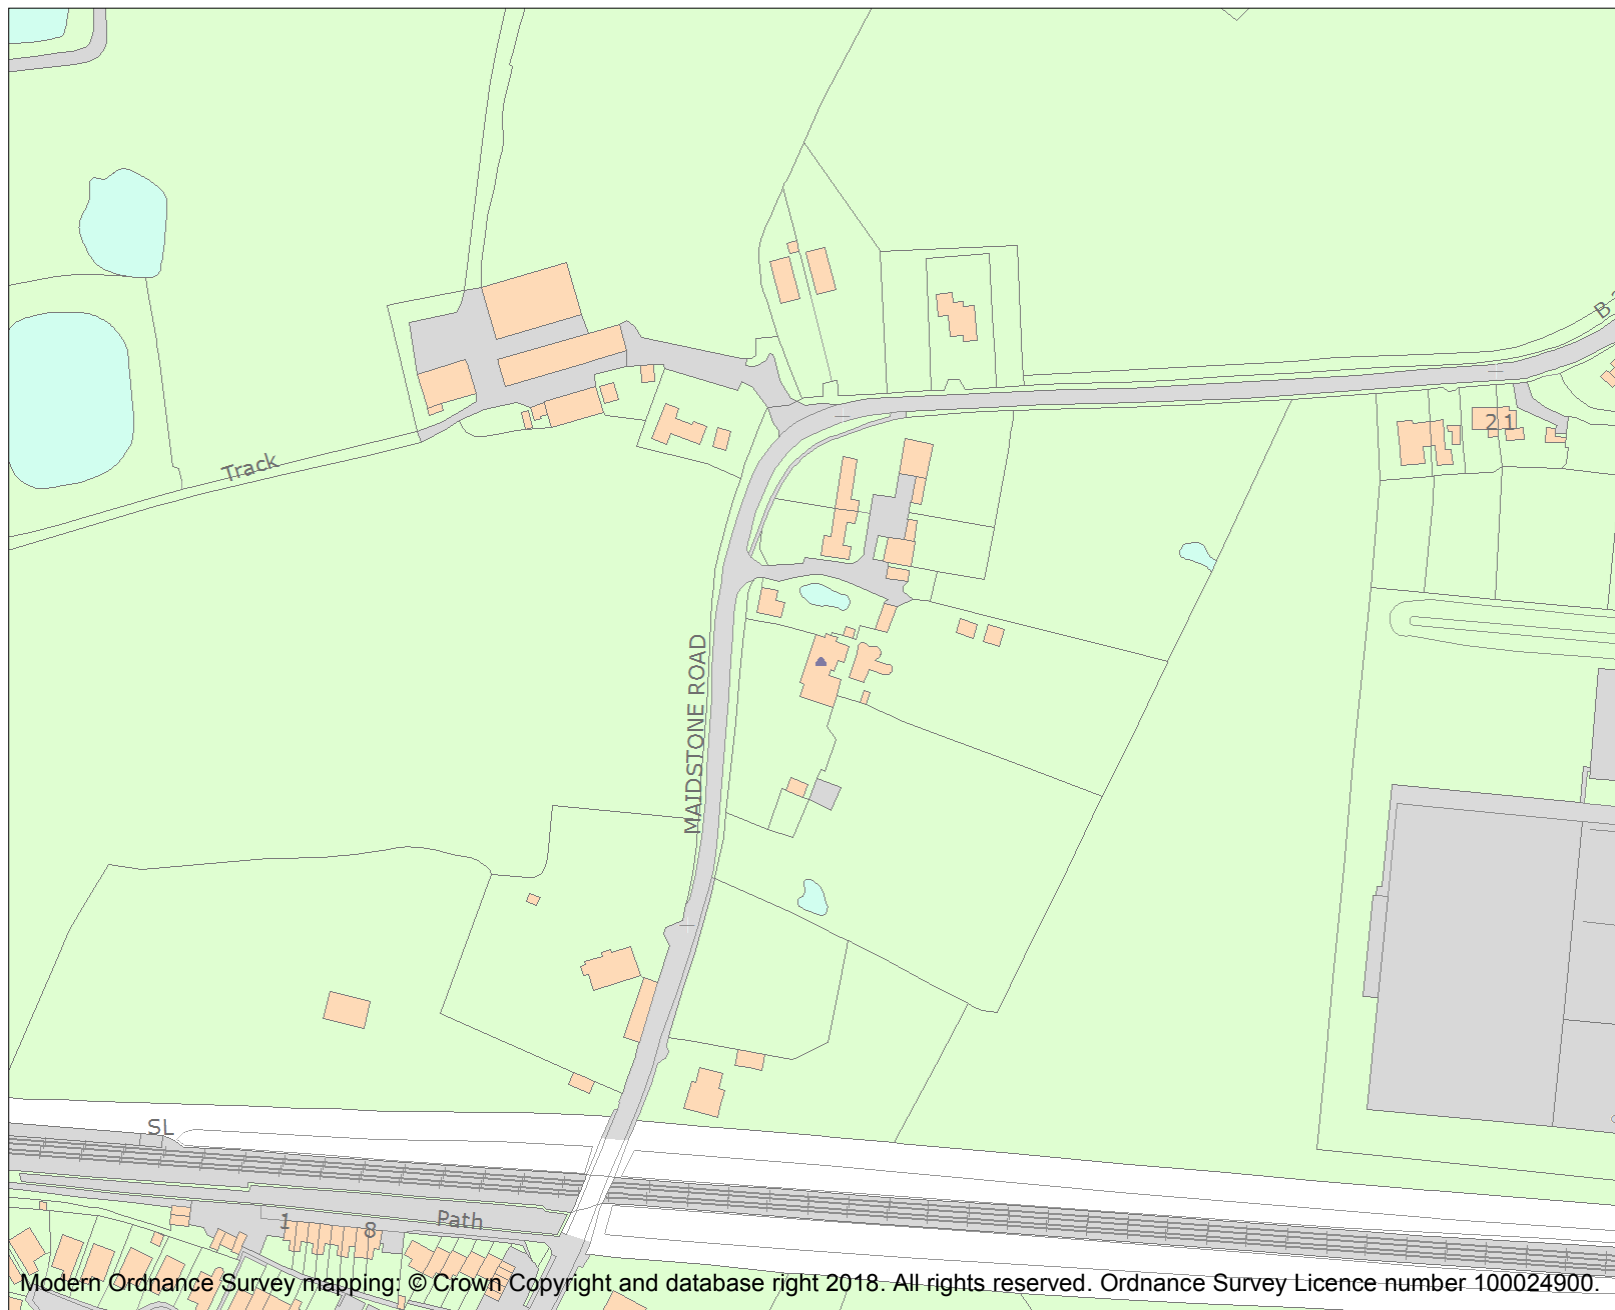 B
Track
21
MAIDSTONE ROAD
SL
Path
1
8
Modern Ordnance Survey mapping: © Crown Copyright and database right 2018. All rights reserved. Ordnance Survey Licence number 100024900.